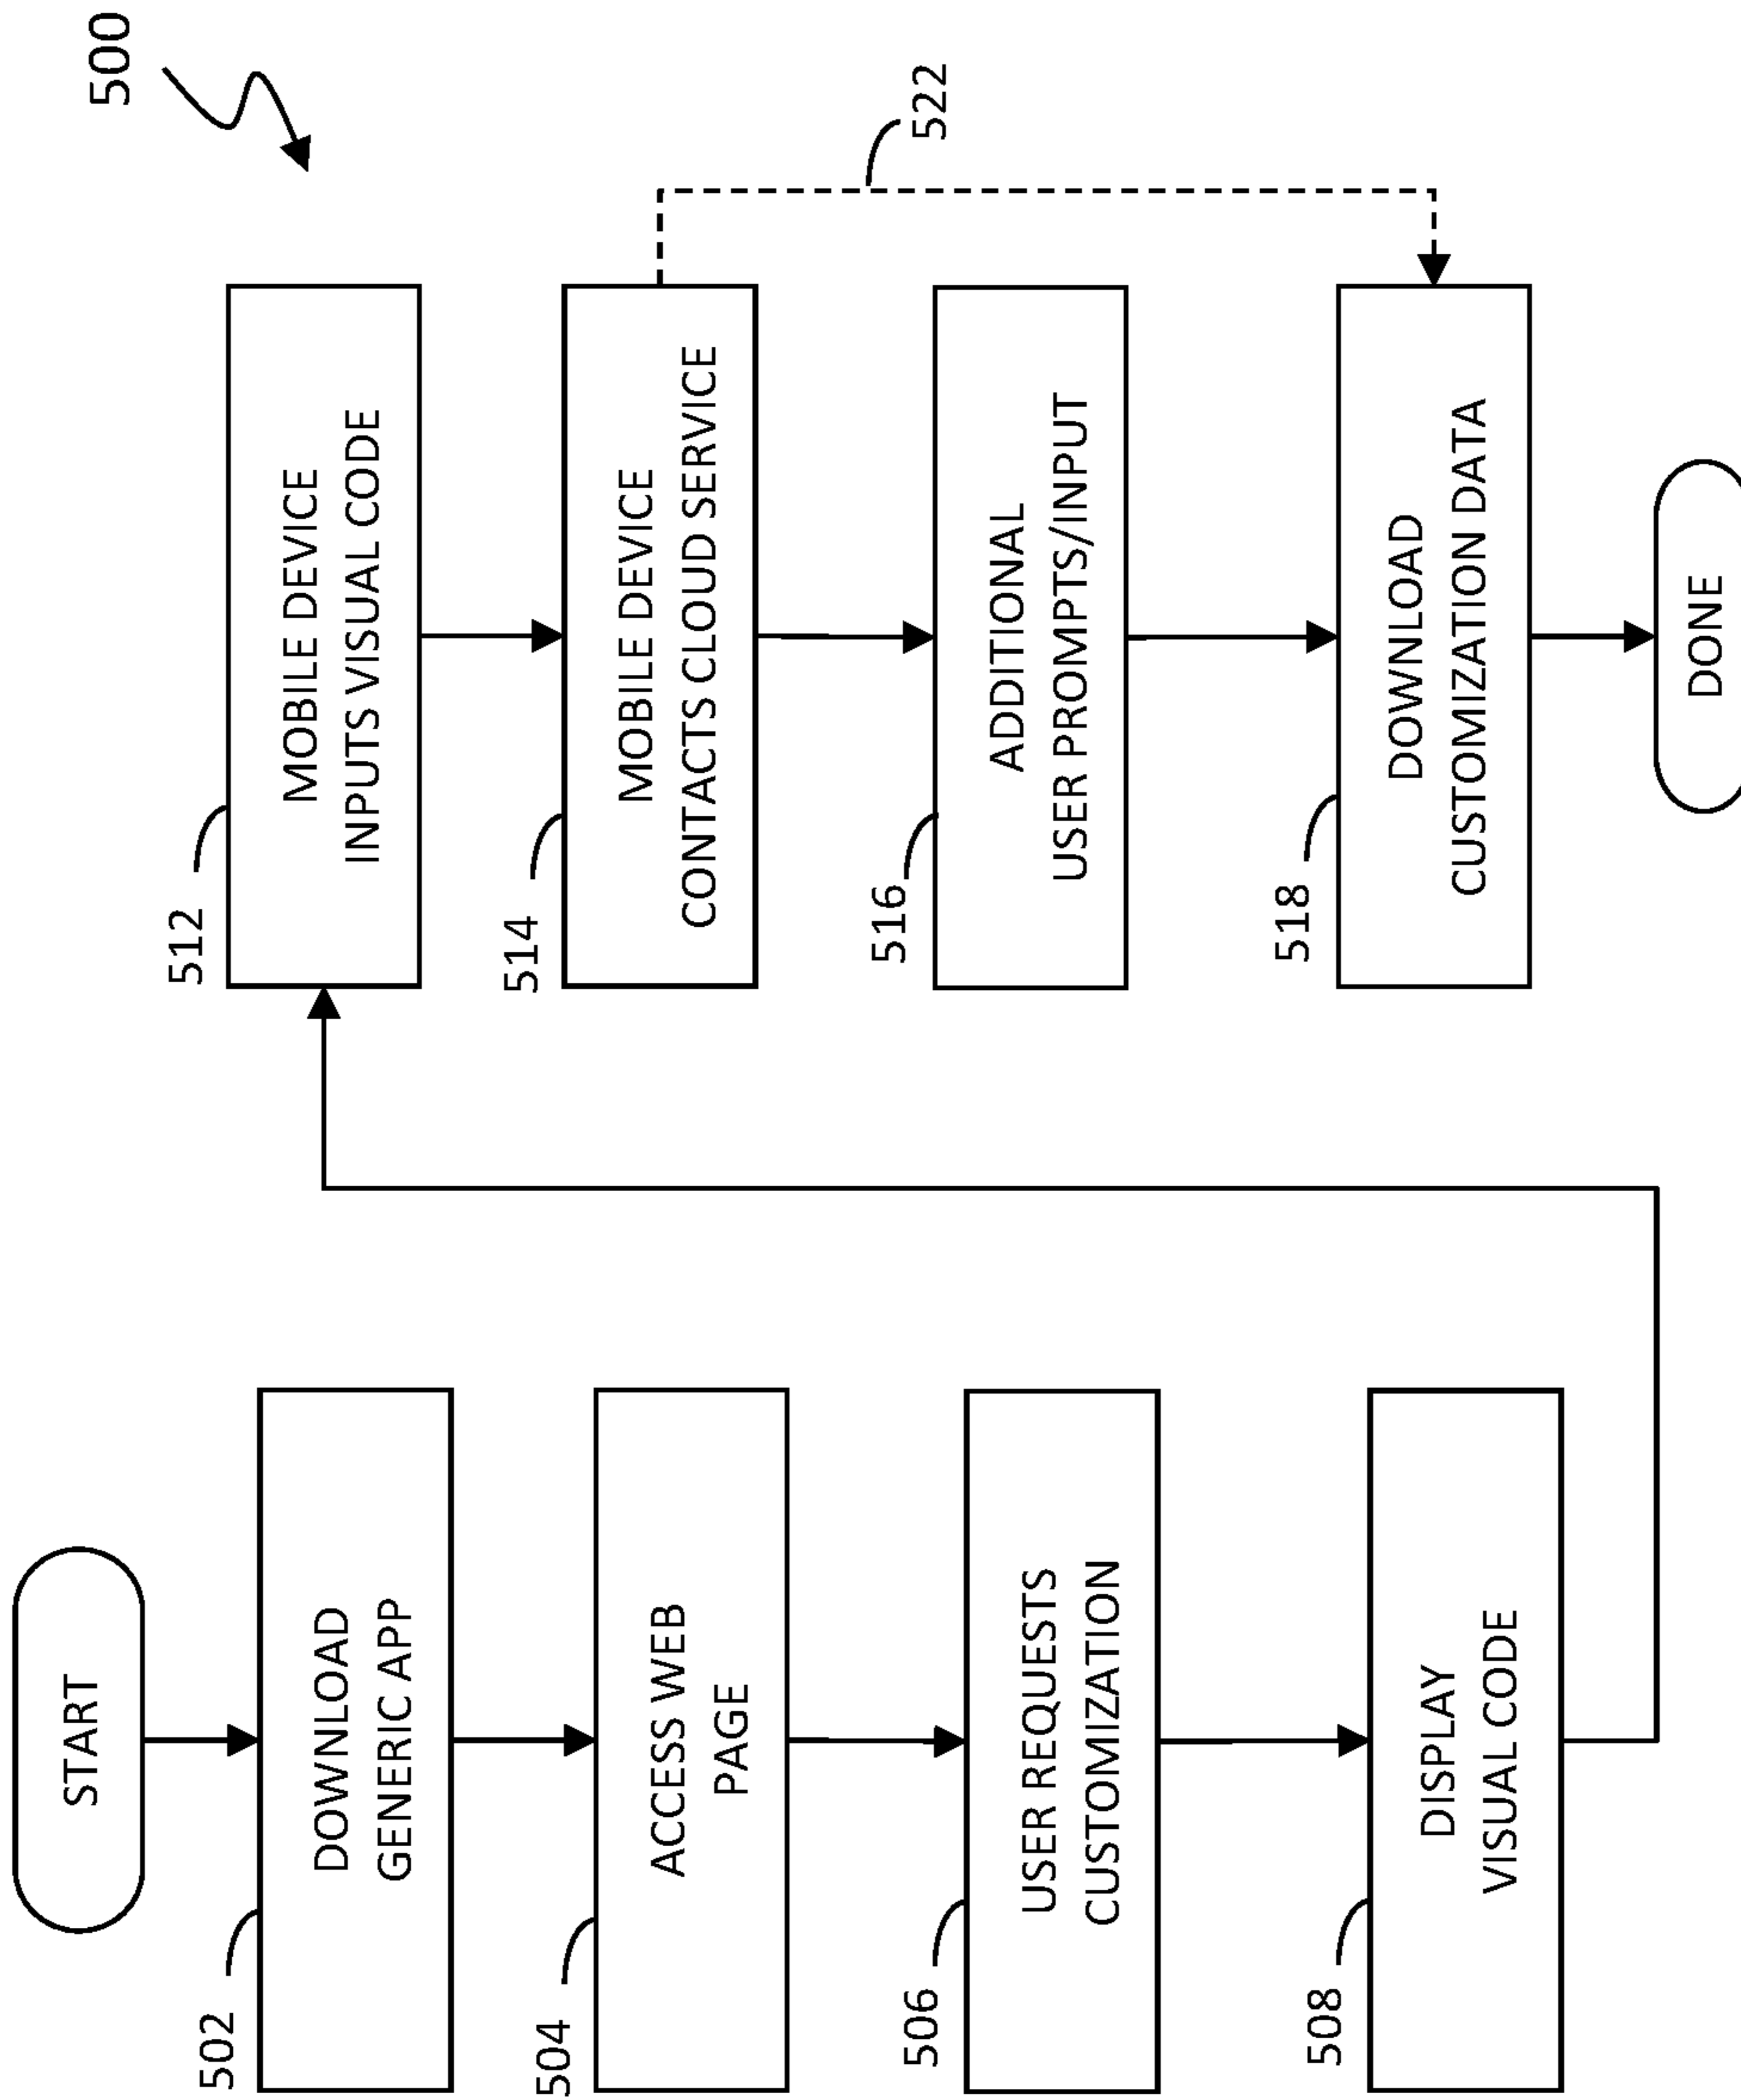 500
START
502
DOWNLOAD
GENERIC APP
504
ACCESS WEB
PAGE
506
USER REQUESTS
CUSTOMIZATION
508
DISPLAY
VISUAL CODE
512
MOBILE DEVICE
INPUTS VISUAL CODE
514
MOBILE DEVICE
CONTACTS CLOUD SERVICE
522
516
ADDITIONAL
USER PROMPTS/INPUT
518
DOWNLOAD
CUSTOMIZATION DATA
DONE